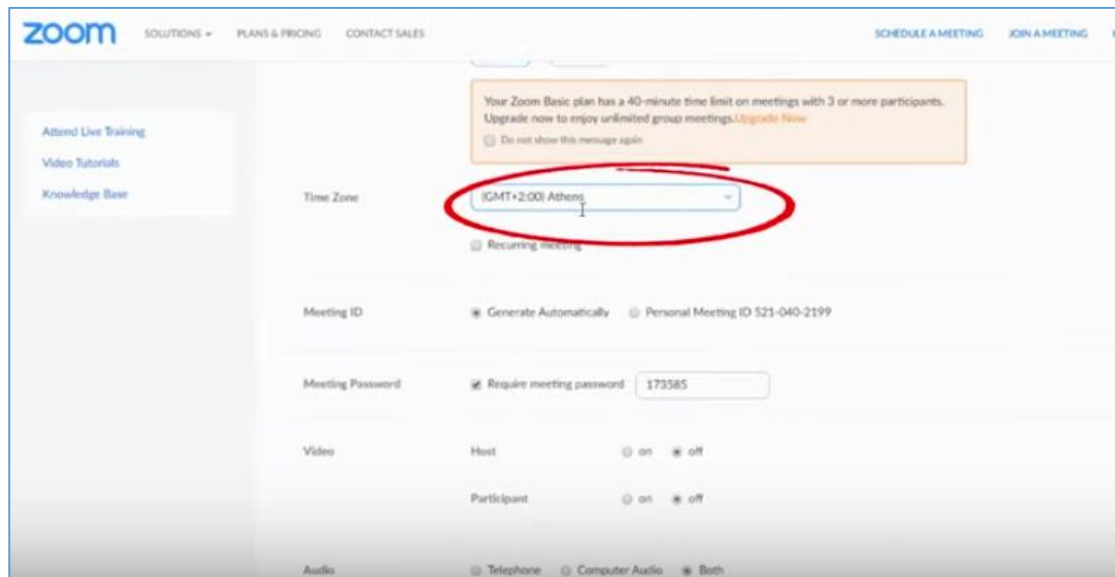 zoom SOLUTIONS PLANS & PRICING CONTACT SALES SCHEDULE A MEETING JOIN A MEETING
Your Zoom Basic plan has a 40-minute time limit on meetings with 3 or more participants.
Upgrade now to enjoy unlimited group meetings.Upgrade Now
Do not show this message again
Attend Live Training
Video Tutorials
Knowledge Base
Time Zone (GMT+2:00) Athens
Recurring meeting
Meeting ID Generate Automatically Personal Meeting ID 521-040-2199
Meeting Password Require meeting password 173585
Video Host on off
Participant on off
Audio Telephone Computer Audio Both